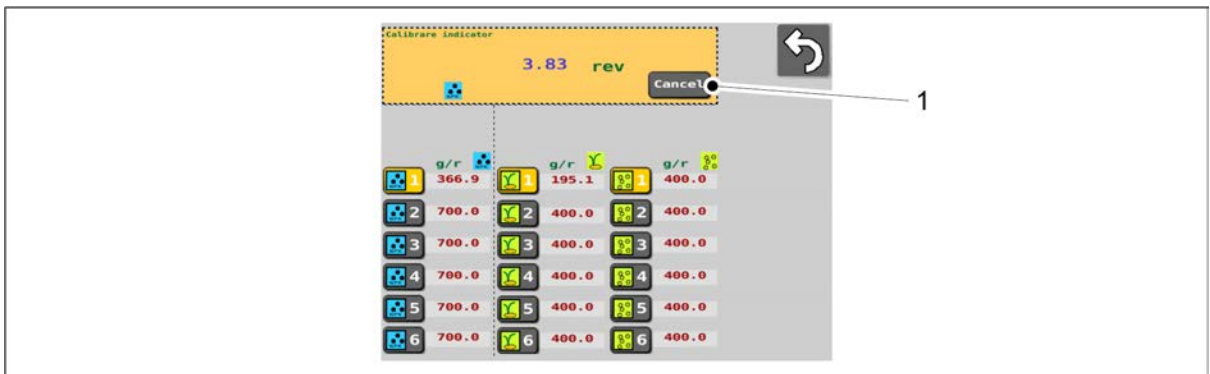 Calibrare indicator
3.83 rev
Cancel
1
g/r g/r g/r
1 366.9 1 195.1 1 400.0
2 700.0 2 400.0 2 400.0
3 700.0 3 400.0 3 400.0
4 700.0 4 400.0 4 400.0
5 700.0 5 400.0 5 400.0
6 700.0 6 400.0 6 400.0